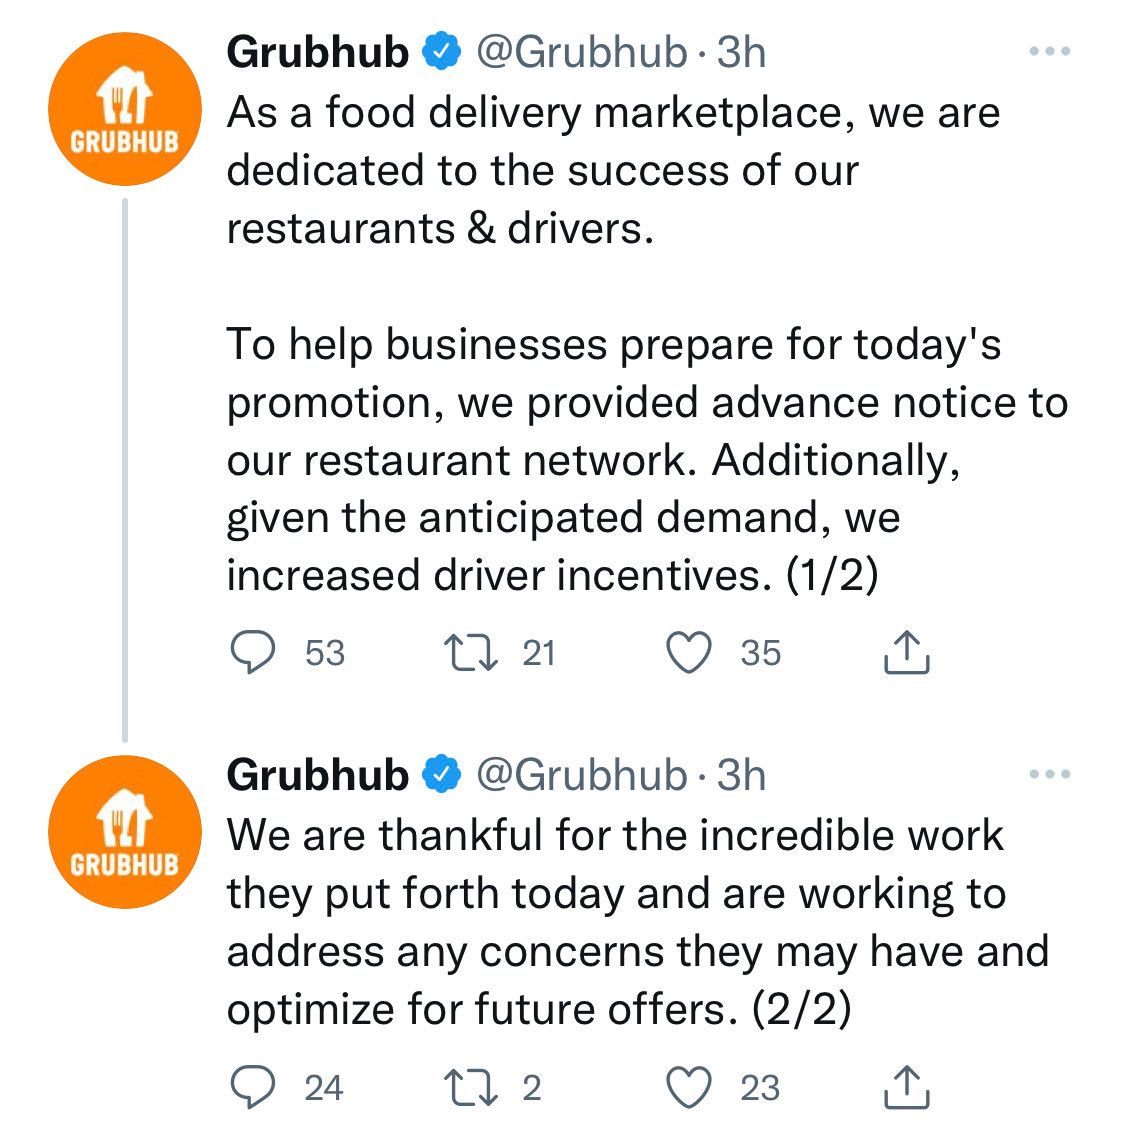 Grubhub @Grubhub · 3h
As a food delivery marketplace, we are
dedicated to the success of our
restaurants & drivers.
To help businesses prepare for today's
promotion, we provided advance notice to
our restaurant network. Additionally,
given the anticipated demand, we
increased driver incentives. (1/2)
53 21 35
GRUBHUB
Grubhub @Grubhub · 3h
We are thankful for the incredible work
they put forth today and are working to
address any concerns they may have and
optimize for future offers. (2/2)
24 2 23
GRUBHUB